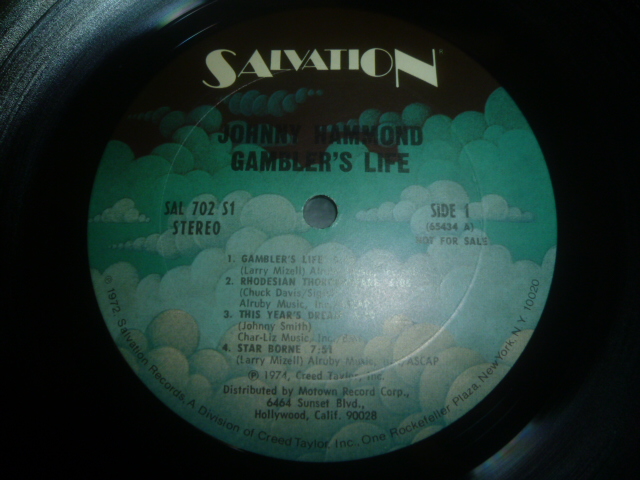 SALVATION
JOHNNY HAMMOND
GAMBLER'S LIFE
SAL 702 S1
STEREO
SIDE 1
(65434 A)
NOT FOR SALE
1. GAMBLER'S LIFE
(Larry Mizell)
2. RHODESIAN
(Chuck Davis/
Alruby Music, Inc.
3. THIS YEAR'S DREAM
(Johnny Smith)
Char-Liz Music, Inc.
4. STAR BORNE 7:51
(Larry Mizell) Alruby Music, Inc., ASCAP
℗ 1974, Creed Taylor, Inc.
Distributed by Motown Record Corp.,
6464 Sunset Blvd.,
Hollywood, Calif. 90028
© 1972 Salvation Records, A Division of Creed Taylor, Inc. One Rockefeller Plaza, New York, N.Y. 10020